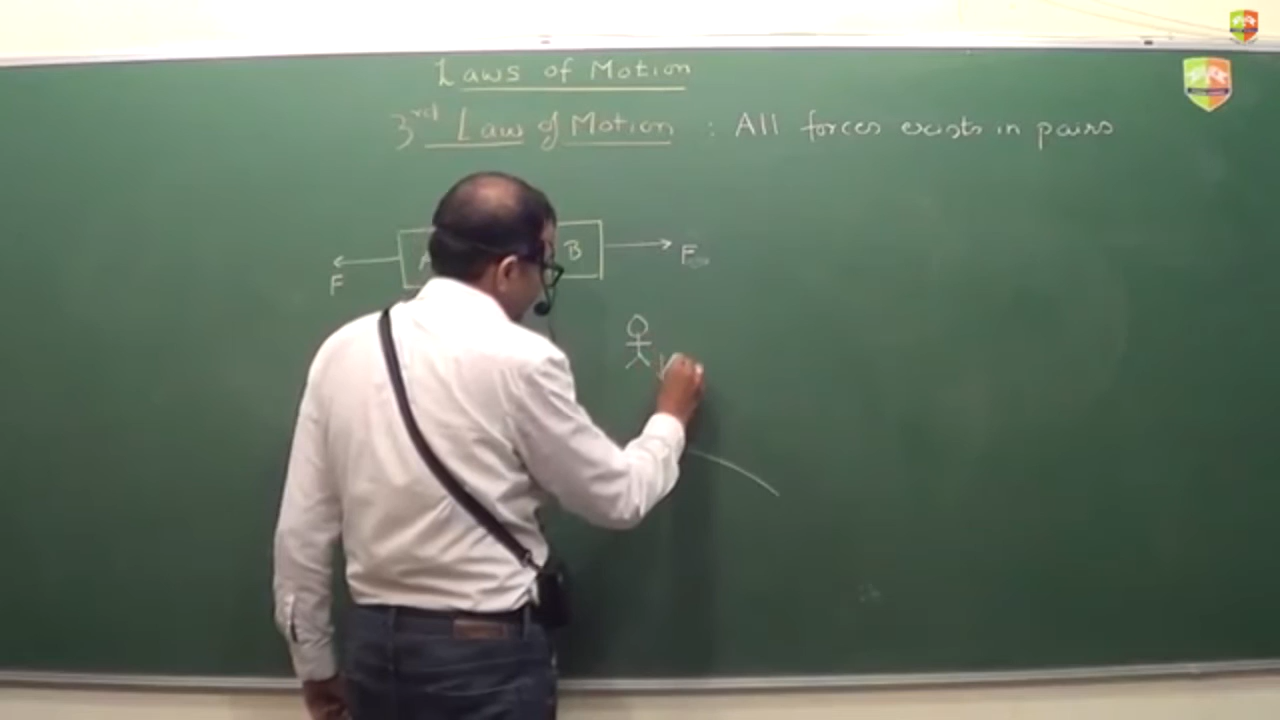 Laws of Motion
3rd Law of Motion : All forces exists in pairs
F A B F